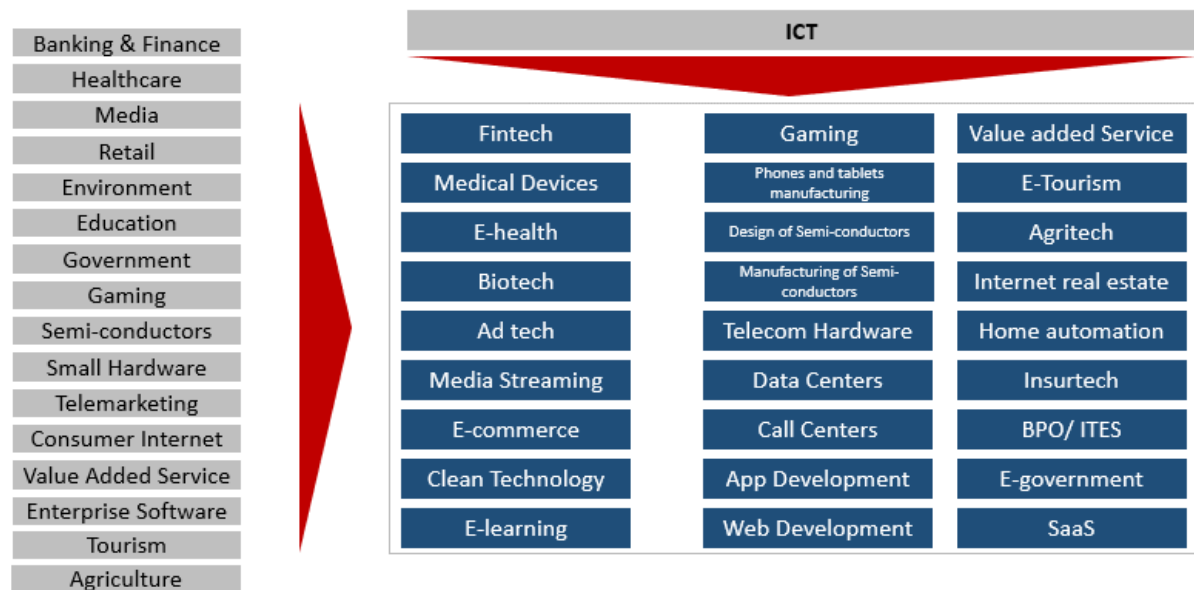 Banking & Finance
Healthcare
Media
Retail
Environment
Education
Government
Gaming
Semi-conductors
Small Hardware
Telemarketing
Consumer Internet
Value Added Service
Enterprise Software
Tourism
Agriculture
ICT
Fintech
Medical Devices
E-health
Biotech
Ad tech
Media Streaming
E-commerce
Clean Technology
E-learning
Gaming
Phones and tablets
manufacturing
Design of Semi-conductors
Manufacturing of Semi-
conductors
Telecom Hardware
Data Centers
Call Centers
App Development
Web Development
Value added Service
E-Tourism
Agritech
Internet real estate
Home automation
Insurtech
BPO/ ITES
E-government
SaaS